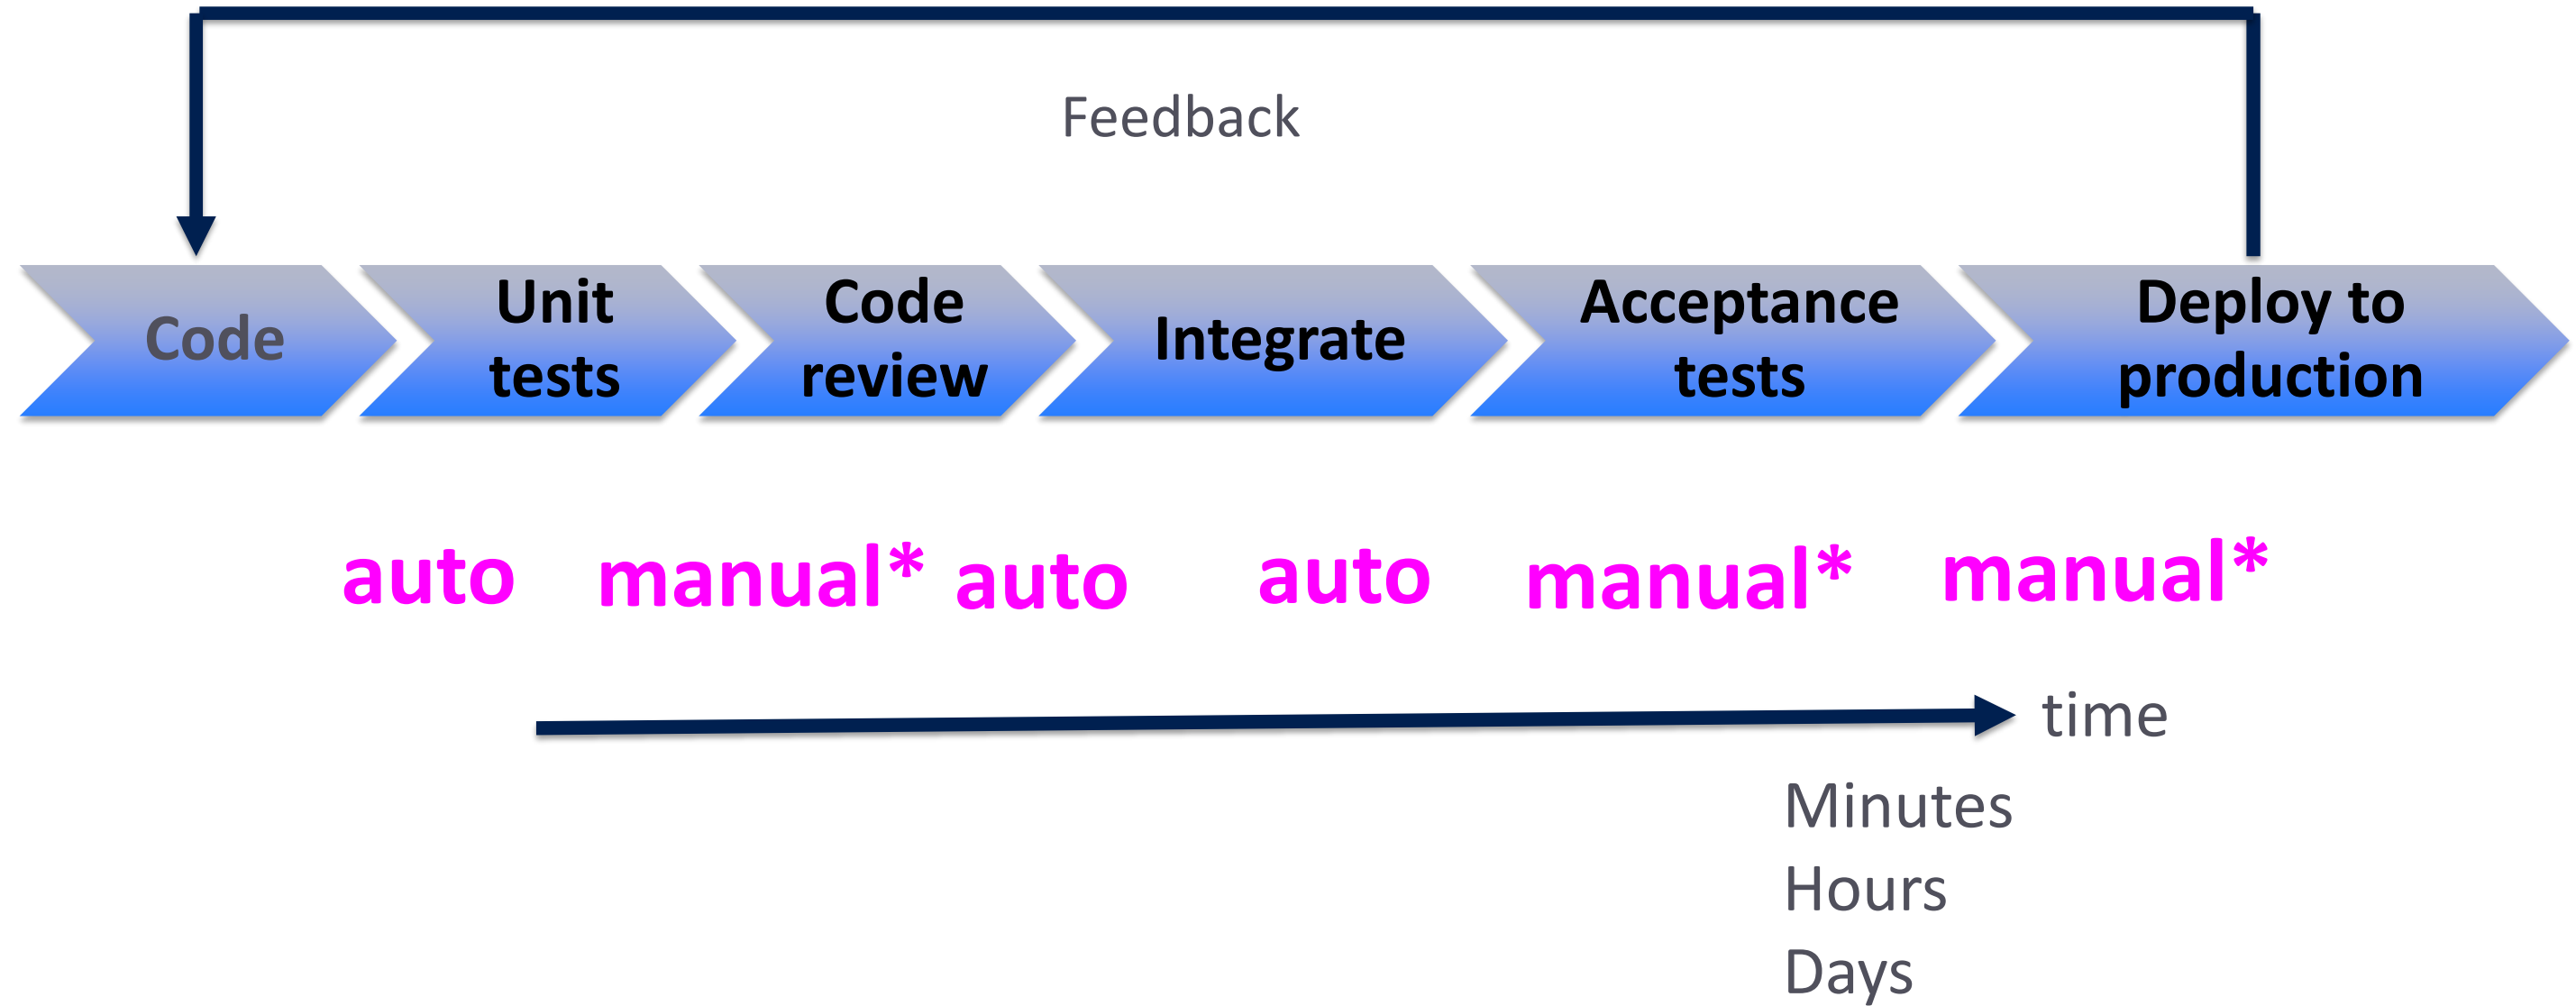 Feedback
Code
Unit
tests
Code
review
Integrate
Acceptance
tests
Deploy to
production
auto
manual*
auto
auto
manual*
manual*
time
Minutes
Hours
Days